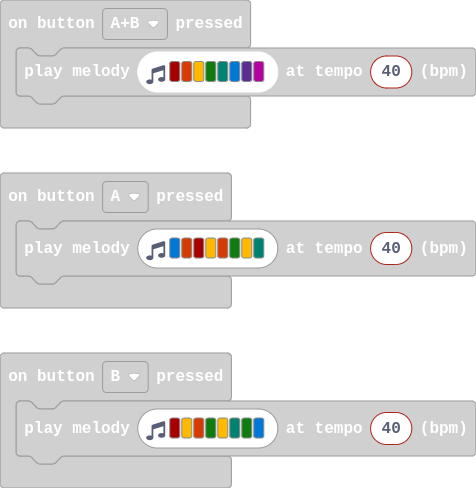 on button A+B pressed
play melody at tempo 40 (bpm)
on button A pressed
play melody at tempo 40 (bpm)
on button B pressed
play melody at tempo 40 (bpm)